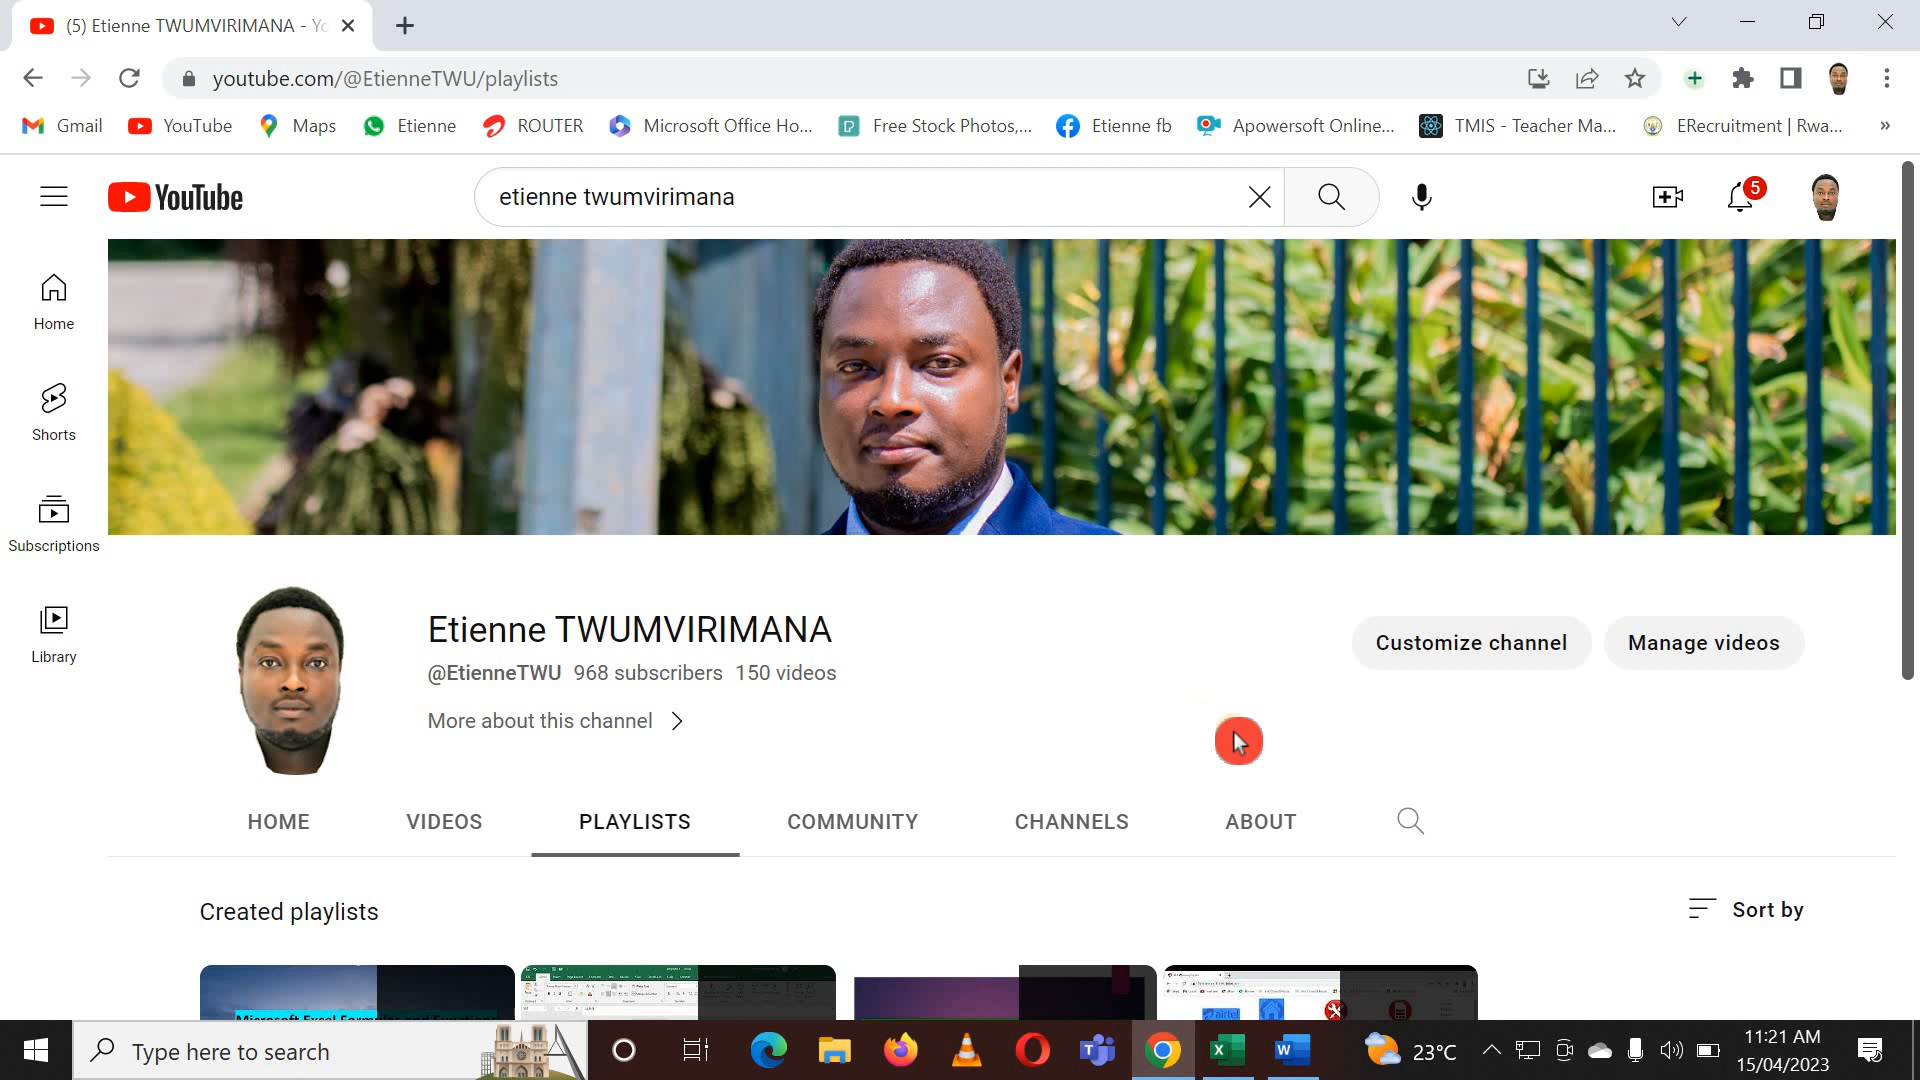 (5) Etienne TWUMVIRIMANA - Yo
youtube.com/@EtienneTWU/playlists
Gmail YouTube Maps Etienne ROUTER Microsoft Office Ho... Free Stock Photos,... Etienne fb Apowersoft Online... TMIS - Teacher Ma... ERecruitment | Rwa... »
YouTube
etienne twumvirimana
5
Home
Shorts
Subscriptions
Library
Etienne TWUMVIRIMANA
@EtienneTWU 968 subscribers 150 videos
More about this channel
Customize channel
Manage videos
HOME VIDEOS PLAYLISTS COMMUNITY CHANNELS ABOUT
Created playlists
Sort by
airtel
Type here to search
23°C
11:21 AM
15/04/2023